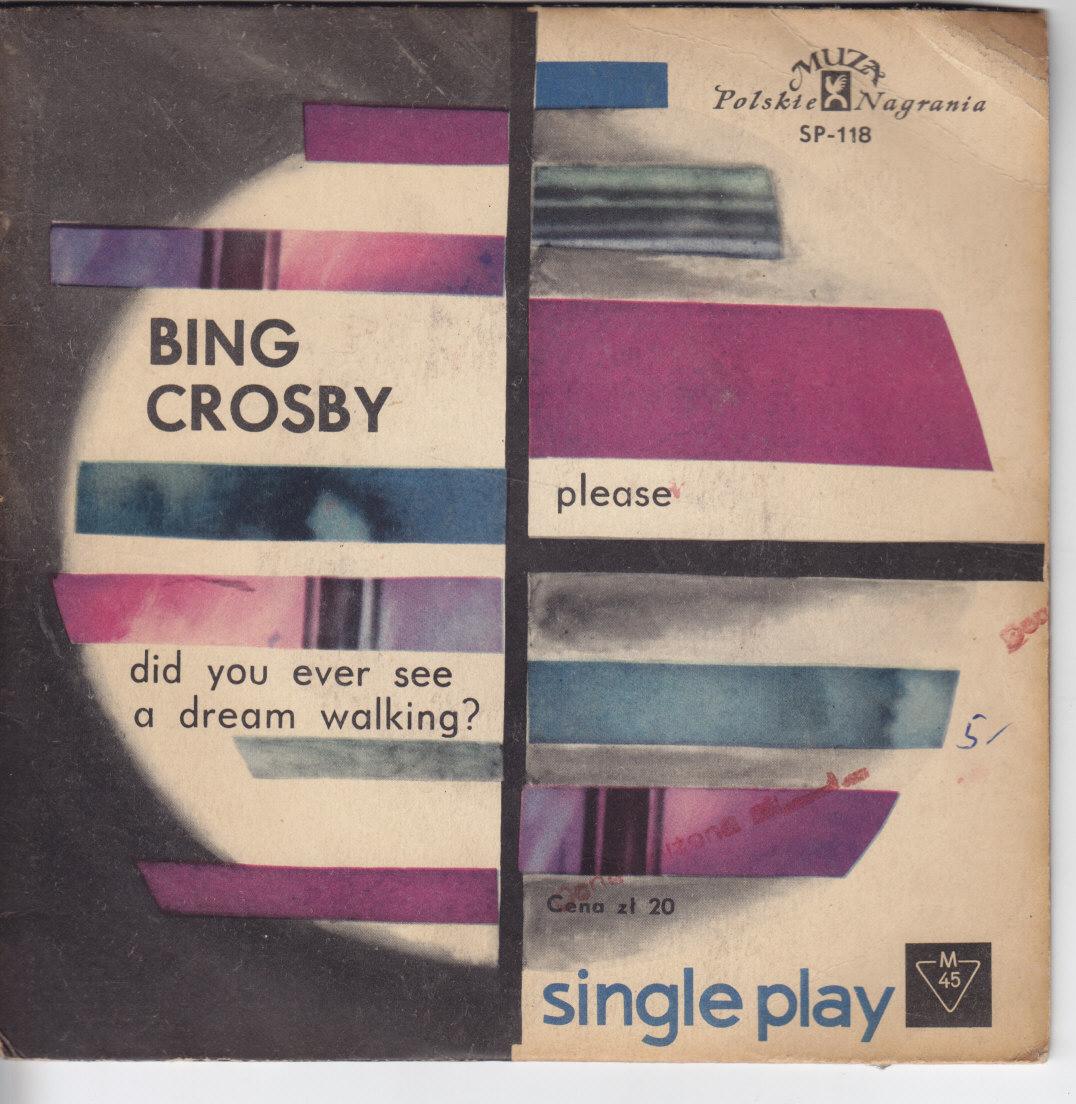 MUZA
Polskie Nagrania
SP-118
BING
CROSBY
please
did you ever see
a dream walking?
5
Cena zł 20
single play
M
45